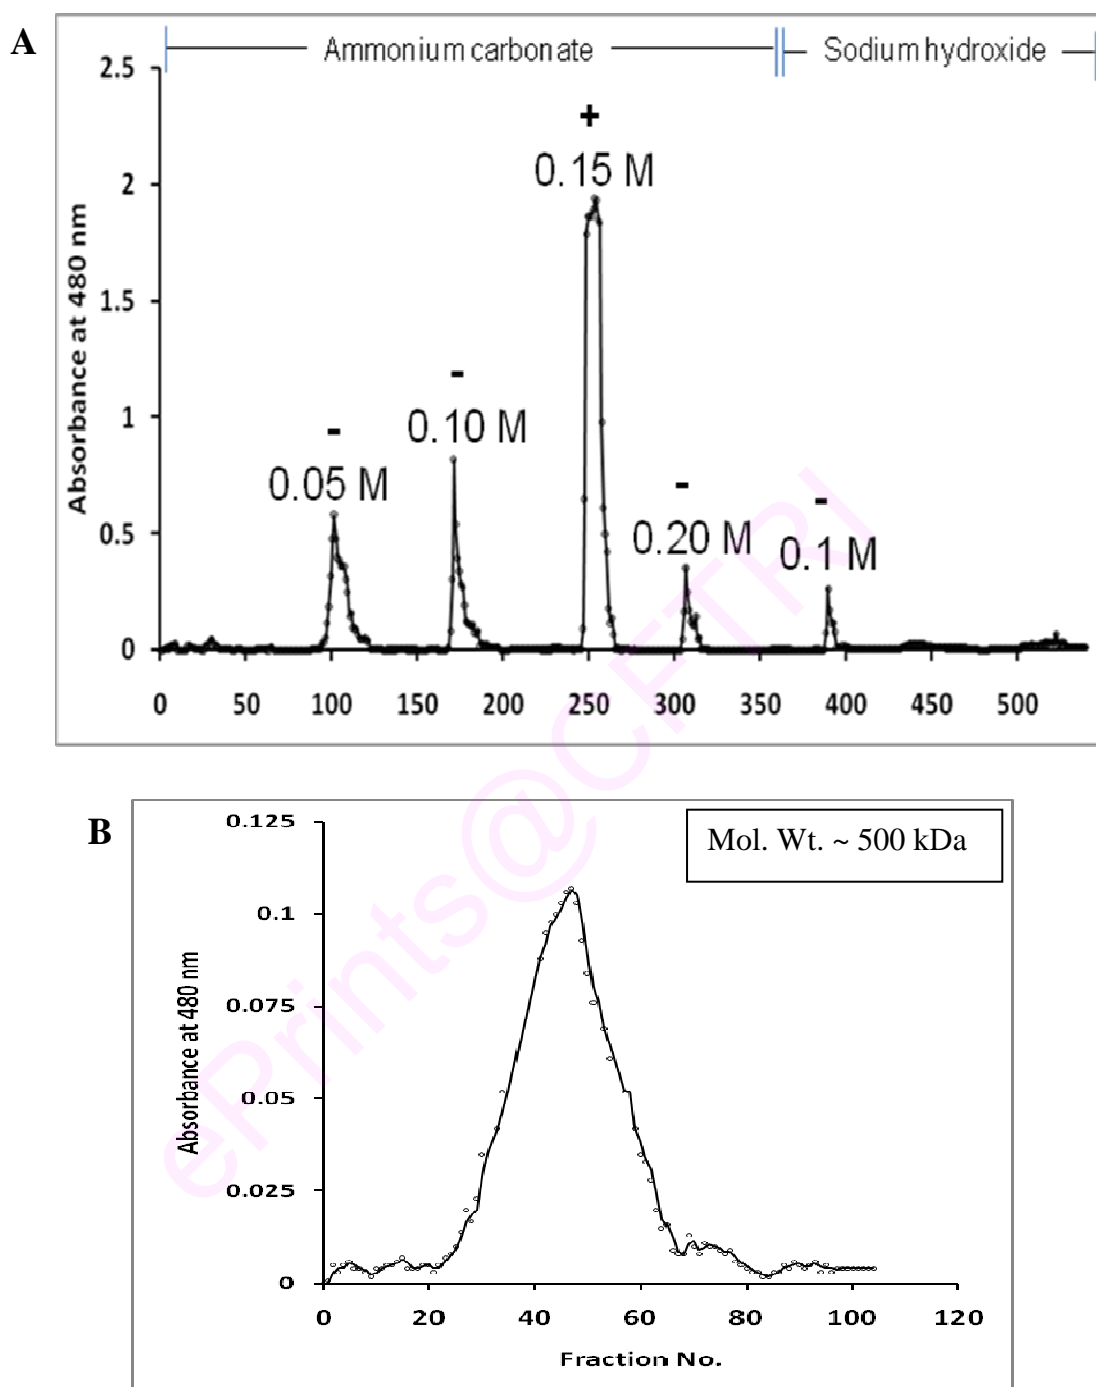 A
Ammonium carbonate Sodium hydroxide
2.5
+
0.15 M
2
Absorbance at 480 nm
1.5
-
1
0.10 M
-
0.05 M
-
-
0.5
0.20 M
0.1 M
0
0 50 100 150 200 250 300 350 400 450 500
B
0.125
Mol. Wt. ~ 500 kDa
0.1
Absorbance at 480 nm
0.075
0.05
0.025
0
0 20 40 60 80 100 120
Fraction No.
ePrints@CFTRI